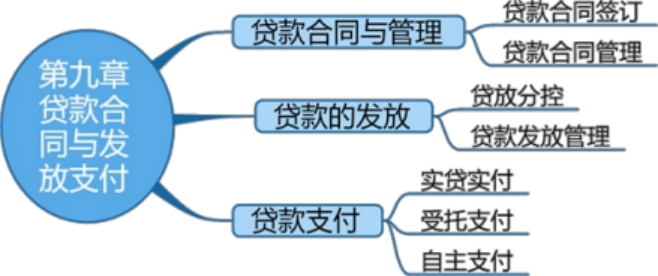 第九章
贷款合
同与发
放支付
贷款合同与管理
贷款合同签订
贷款合同管理
贷款的发放
贷放分控
贷款发放管理
贷款支付
实贷实付
受托支付
自主支付